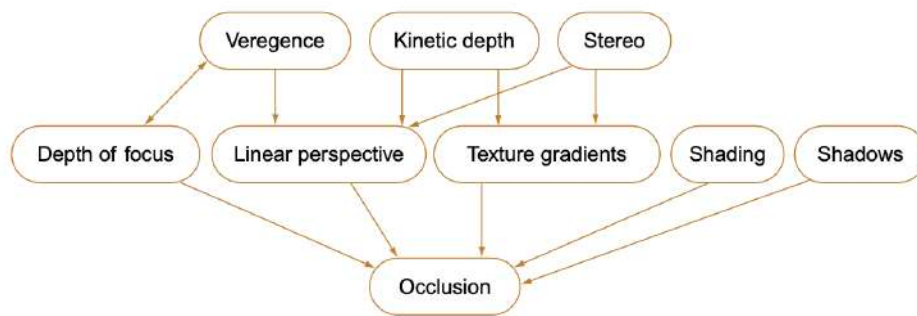 Veregence
Kinetic depth
Stereo
Depth of focus
Linear perspective
Texture gradients
Shading
Shadows
Occlusion